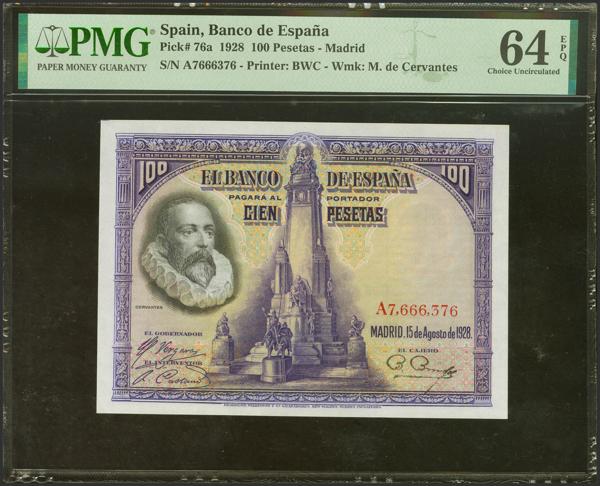 PMG
PAPER MONEY GUARANTY
Spain, Banco de España
Pick# 76a 1928 100 Pesetas - Madrid
S/N A7666376 - Printer: BWC - Wmk: M. de Cervantes
64 EPQ
Choice Uncirculated
100 100
EL BANCO DE ESPAÑA
PAGARÁ AL PORTADOR
CIEN PESETAS
CERVANTES
A7,666,376
MADRID, 15 de Agosto de 1928.
EL GOBERNADOR
EL CAJERO
EL INTERVENTOR